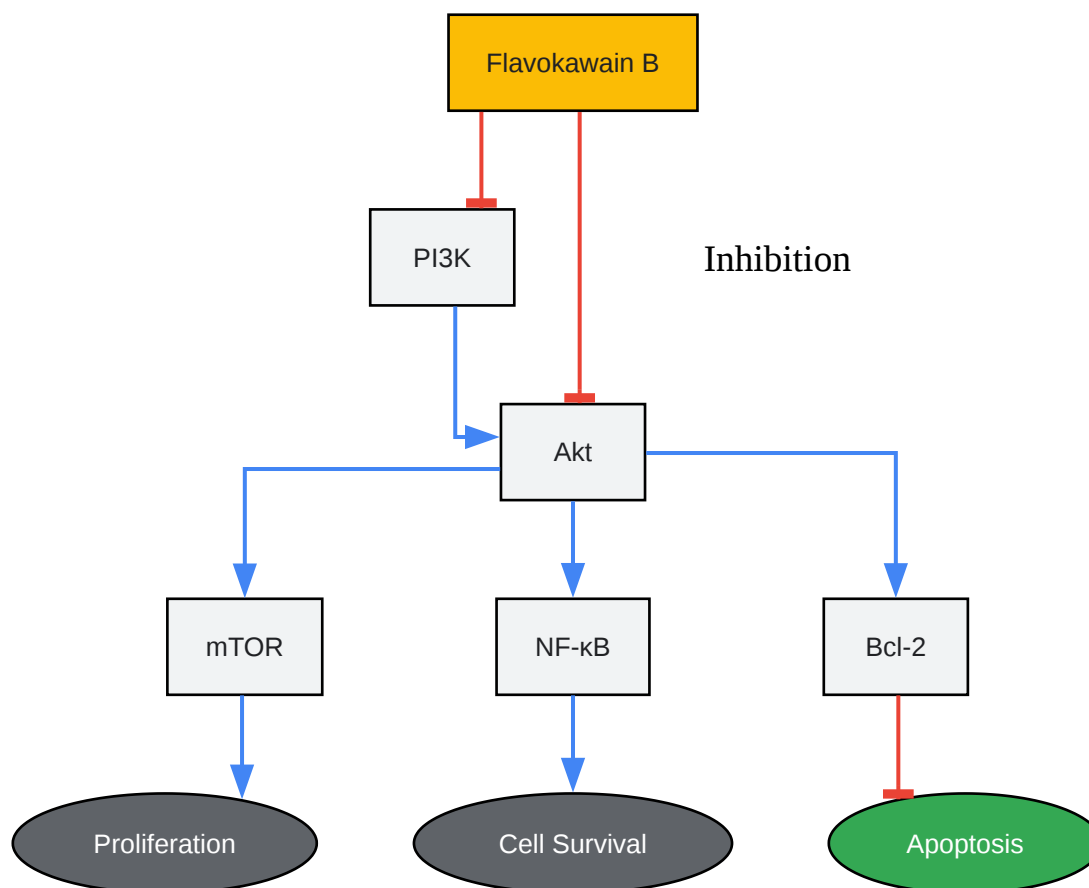 Flavokawain B
PI3K
Inhibition
Akt
mTOR
NF-κB
Bcl-2
Proliferation
Cell Survival
Apoptosis